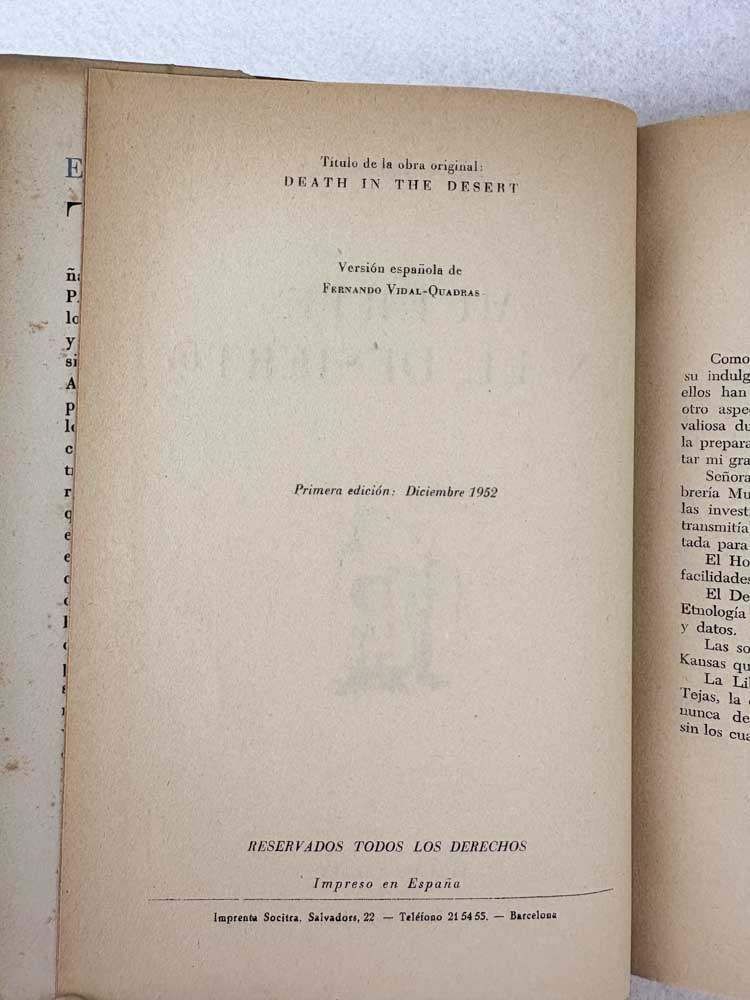 Título de la obra original:
DEATH IN THE DESERT
Versión española de
FERNANDO VIDAL-QUADRAS
Primera edición: Diciembre 1952
RESERVADOS TODOS LOS DERECHOS
Impreso en España
Imprenta Socitra. Salvadors, 22 — Teléfono 21 54 55. — Barcelona
Como
su indulg
ellos han
otro aspe
valiosa du
la prepara
tar mi gra
Señora
brería Mu
las invest
transmitía
tada para
El Ho
facilidades
El De
Etnología
y datos.
Las so
Kansas qu
La Lil
Tejas, la
nunca de
sin los cua